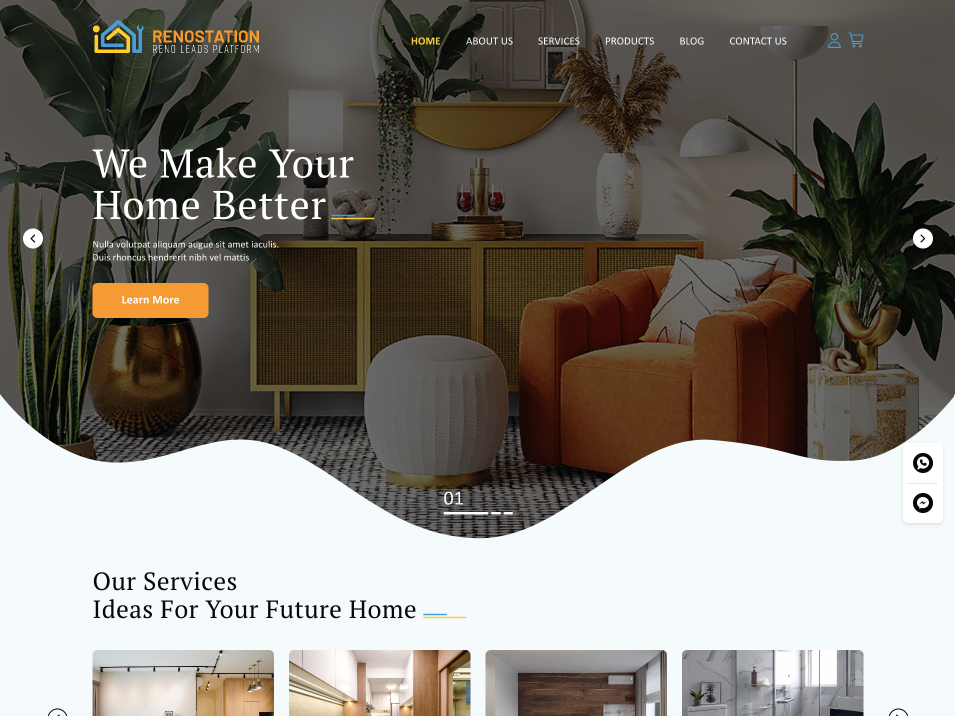 RENOSTATION
RENO LEADS PLATFORM
HOME ABOUT US SERVICES PRODUCTS BLOG CONTACT US
We Make Your
Home Better
Nulla volutpat aliquam augue sit amet iaculis.
Duis rhoncus hendrerit nibh vel mattis
Learn More
01
Our Services
Ideas For Your Future Home